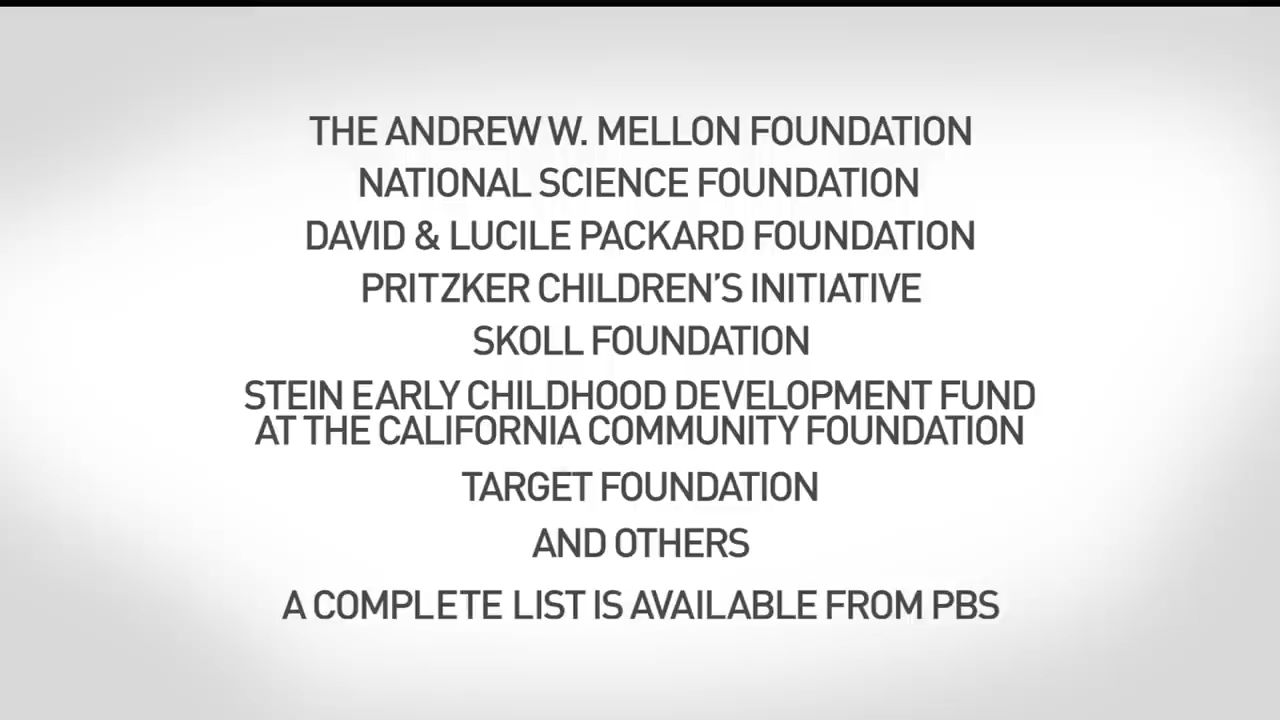 THE ANDREW W. MELLON FOUNDATION
NATIONAL SCIENCE FOUNDATION
DAVID & LUCILE PACKARD FOUNDATION
PRITZKER CHILDREN'S INITIATIVE
SKOLL FOUNDATION
STEIN EARLY CHILDHOOD DEVELOPMENT FUND
AT THE CALIFORNIA COMMUNITY FOUNDATION
TARGET FOUNDATION
AND OTHERS
A COMPLETE LIST IS AVAILABLE FROM PBS